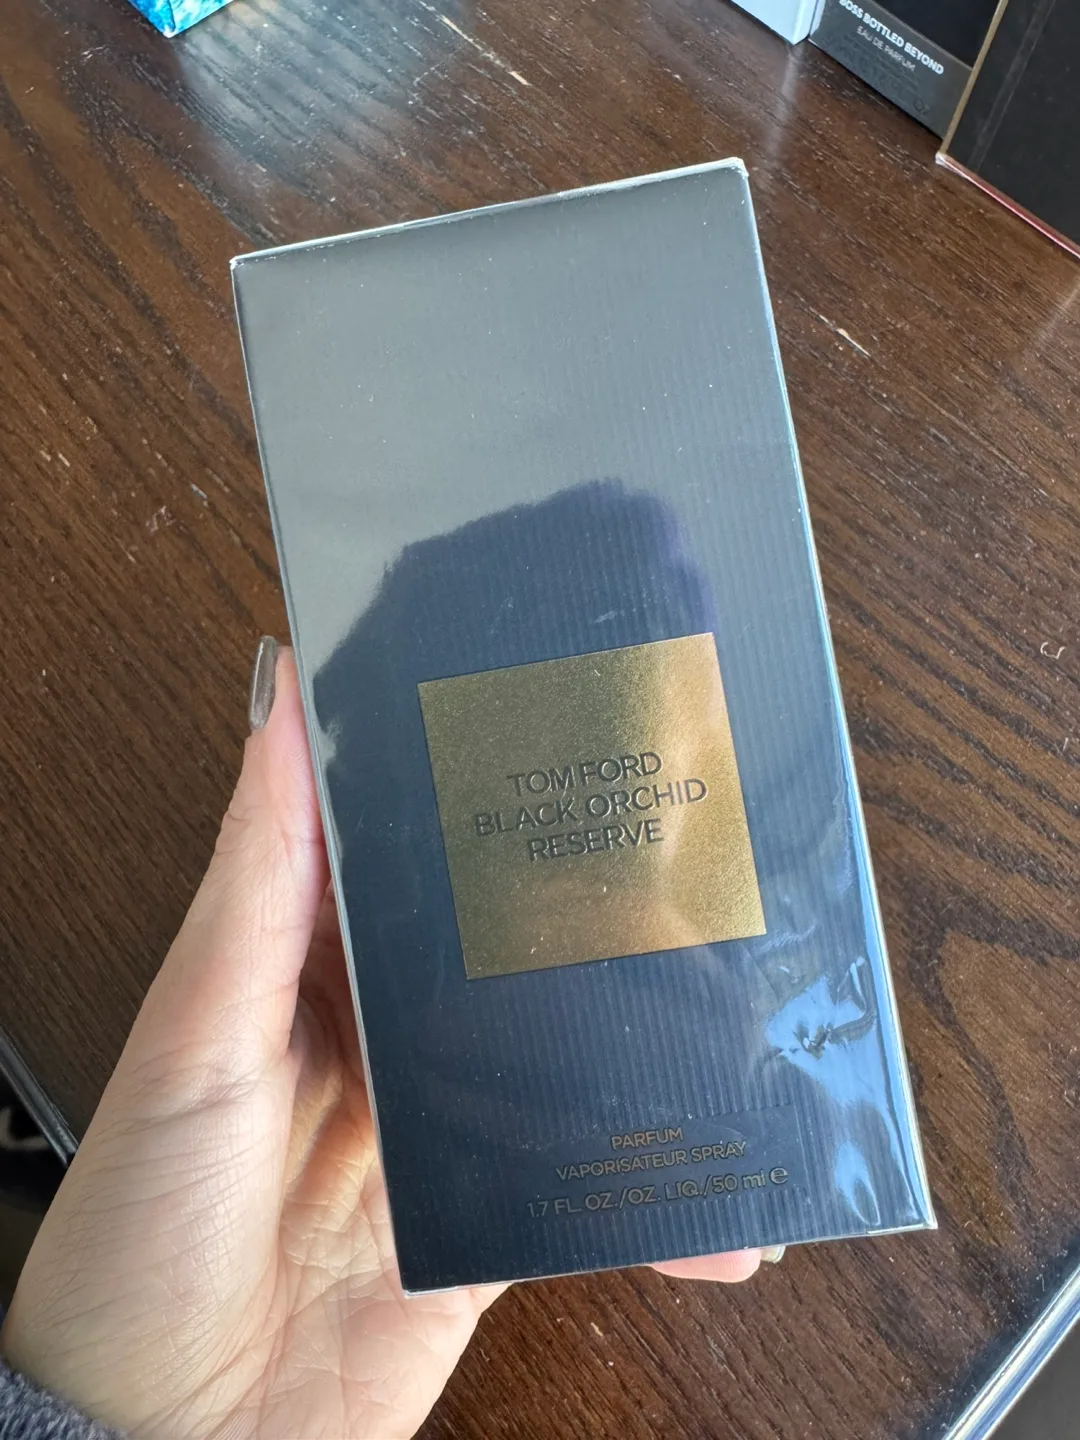 BOSS BOTTLED BEYOND
EAU DE PARFUM
TOM FORD
BLACK ORCHID
RESERVE
PARFUM
VAPORISATEUR SPRAY
1.7 FL. OZ./OZ. LIQ./50 ml e